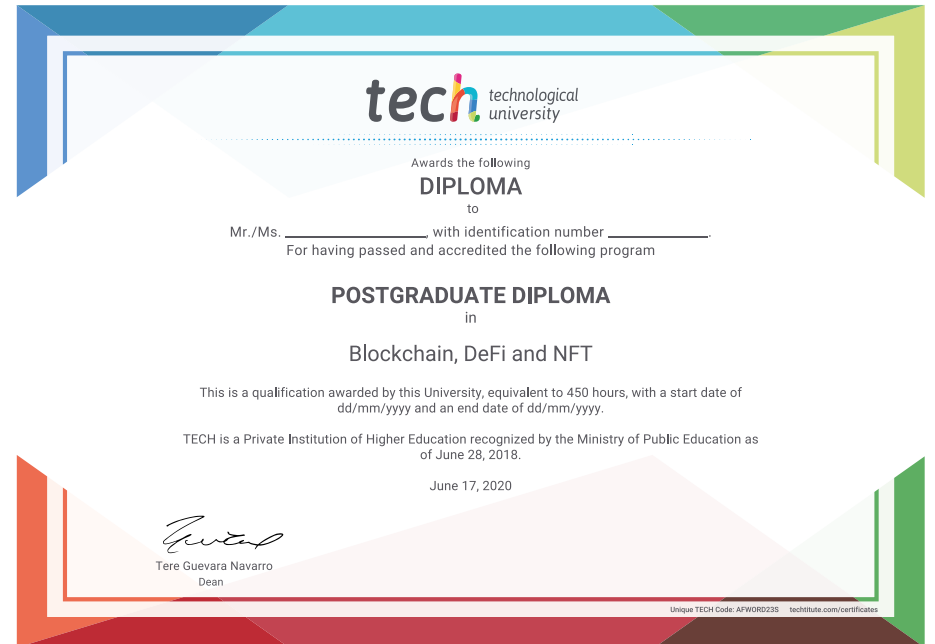 tech technological
university
Awards the following
DIPLOMA
to
Mr./Ms. ____________________, with identification number ______________.
For having passed and accredited the following program
POSTGRADUATE DIPLOMA
in
Blockchain, DeFi and NFT
This is a qualification awarded by this University, equivalent to 450 hours, with a start date of
dd/mm/yyyy and an end date of dd/mm/yyyy.
TECH is a Private Institution of Higher Education recognized by the Ministry of Public Education as
of June 28, 2018.
June 17, 2020
Tere Guevara Navarro
Dean
Unique TECH Code: AFWORD23S techtitute.com/certificates